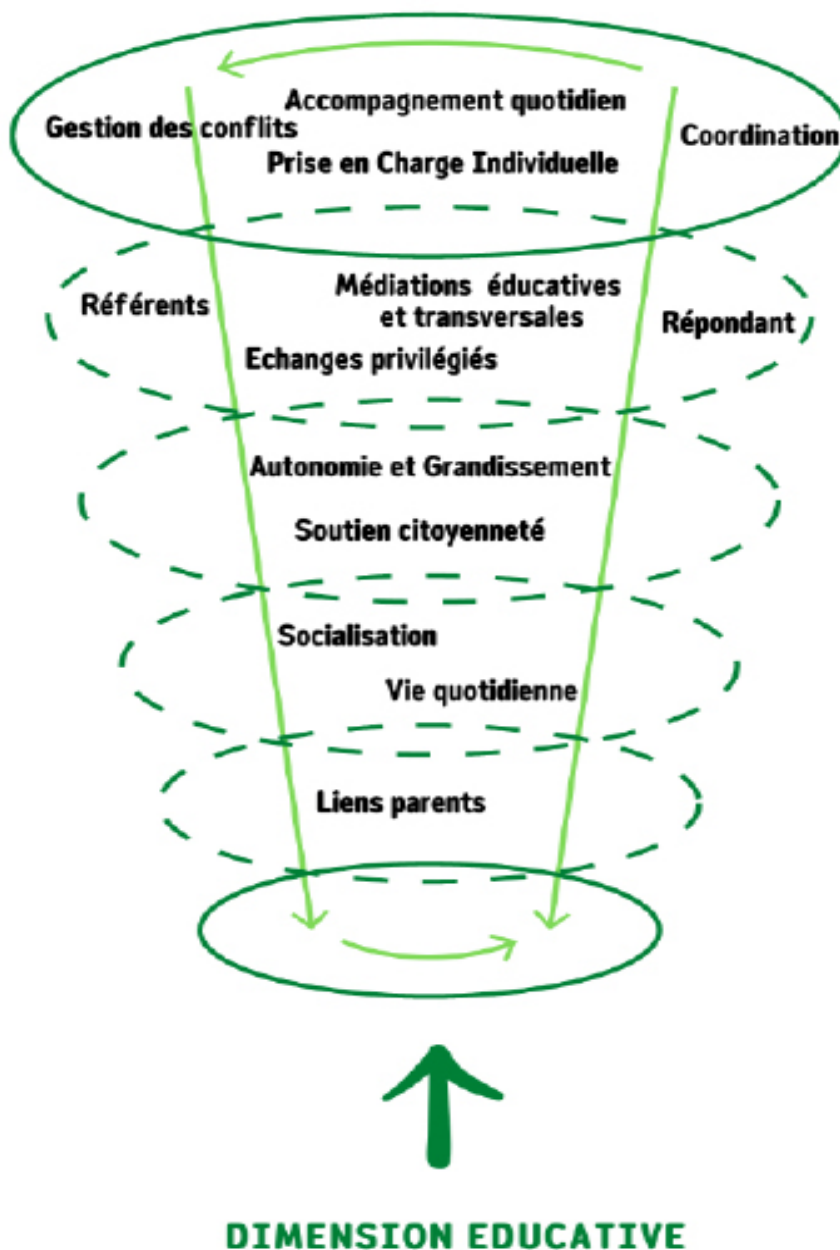 Accompagnement quotidien
Gestion des conflits
Coordination
Prise en Charge Individuelle
Médiations éducatives
et transversales
Référents
Répondant
Echanges privilégiés
Autonomie et Grandissement
Soutien citoyenneté
Socialisation
Vie quotidienne
Liens parents
DIMENSION EDUCATIVE